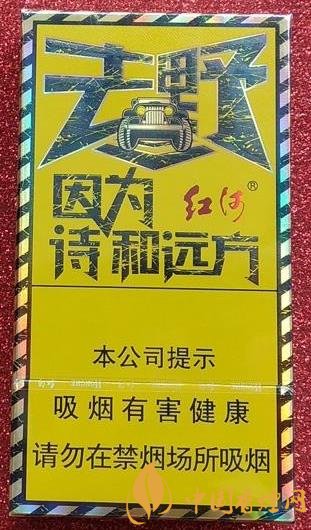 去野
因为 红河®
诗和远方
本公司提示
吸烟有害健康
请勿在禁烟场所吸烟